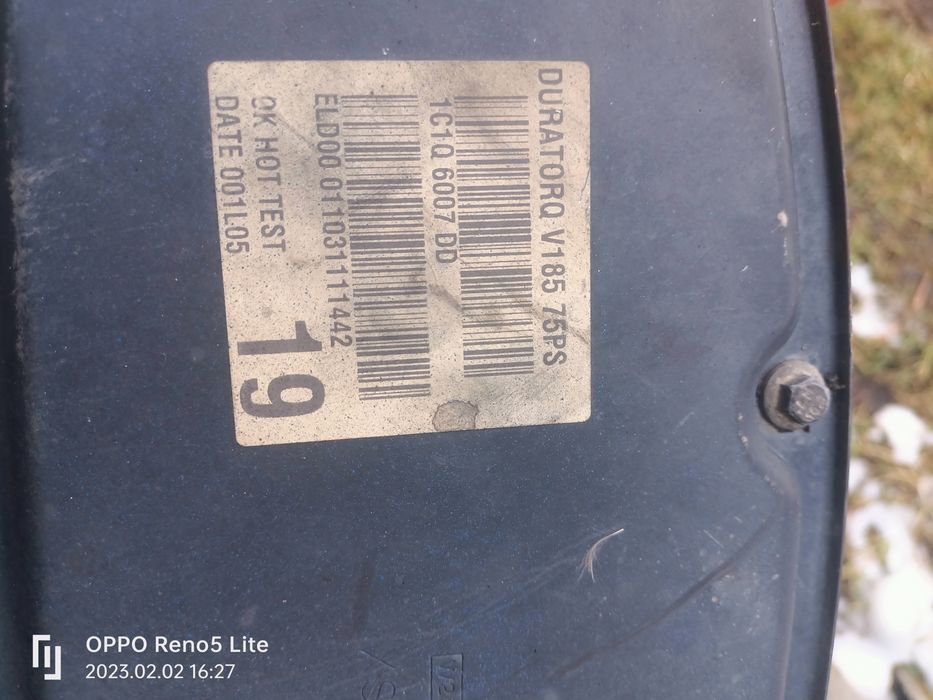 DURATORQ V185 75PS
1C1Q 6007 DD
ELD00 011031111442
OK HOT TEST
DATE 001L05
19
OPPO Reno5 Lite
2023.02.02 16:27